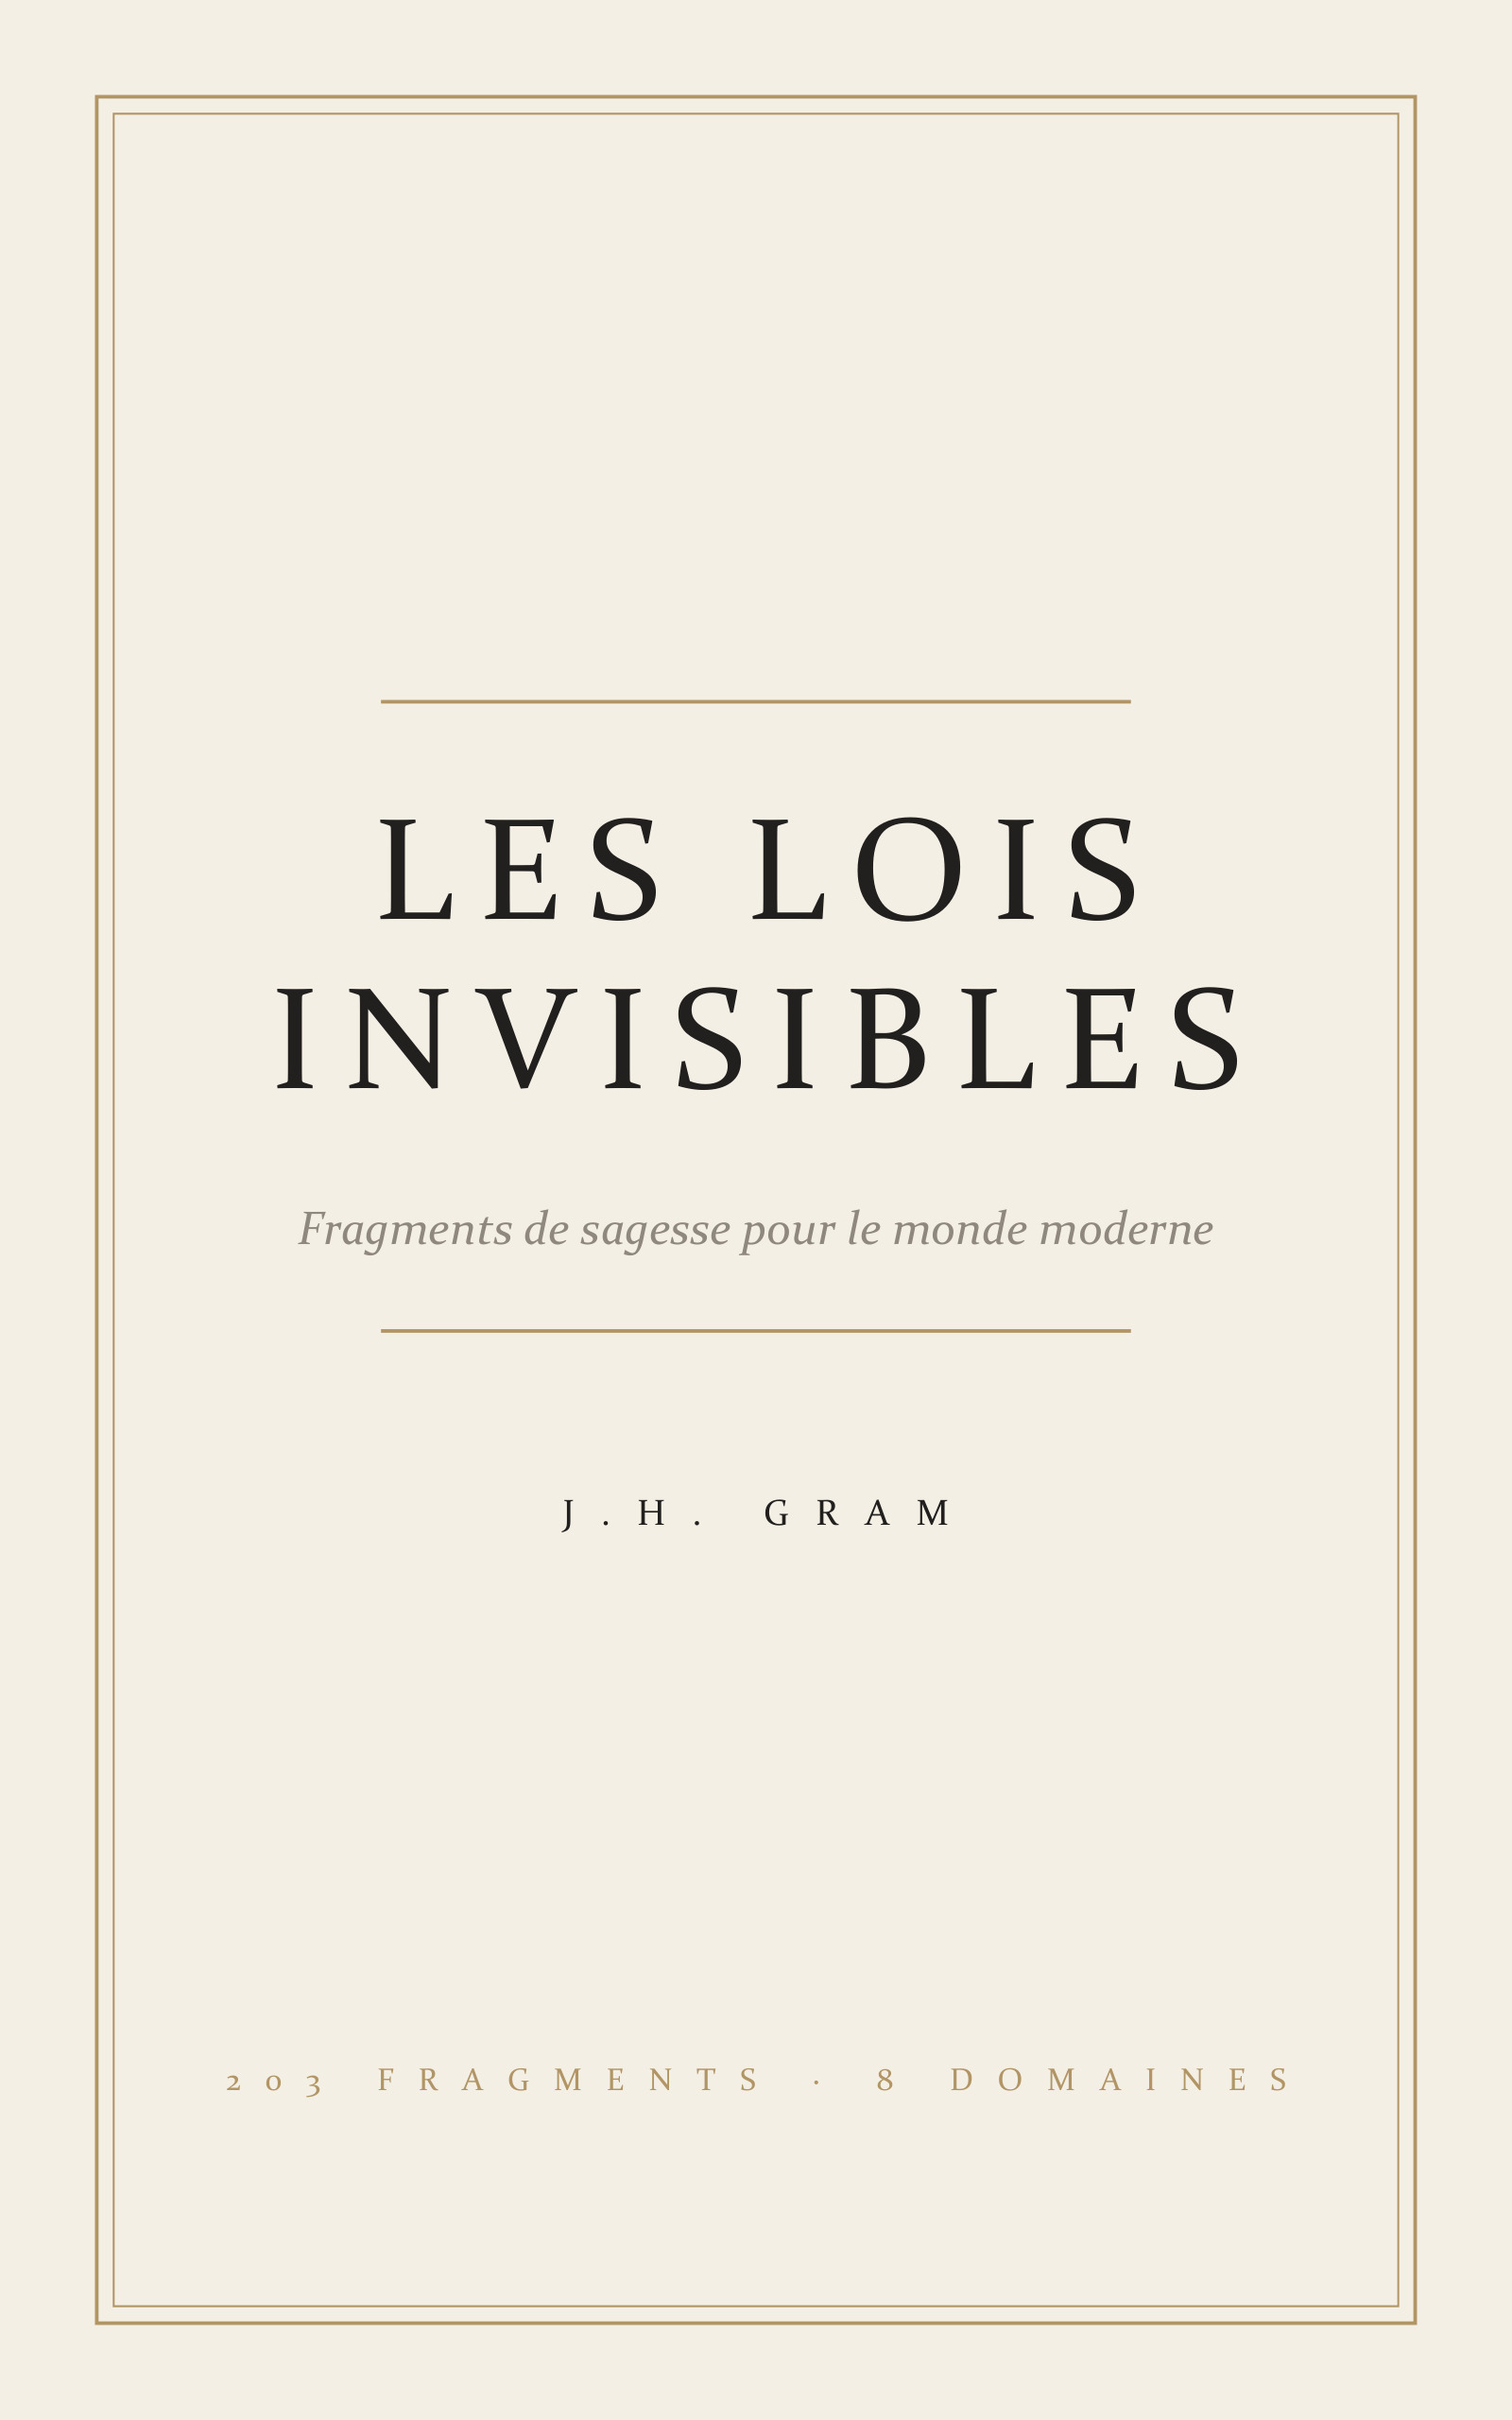 LES LOIS
INVISIBLES
Fragments de sagesse pour le monde moderne
J.H. GRAM
203 FRAGMENTS · 8 DOMAINES